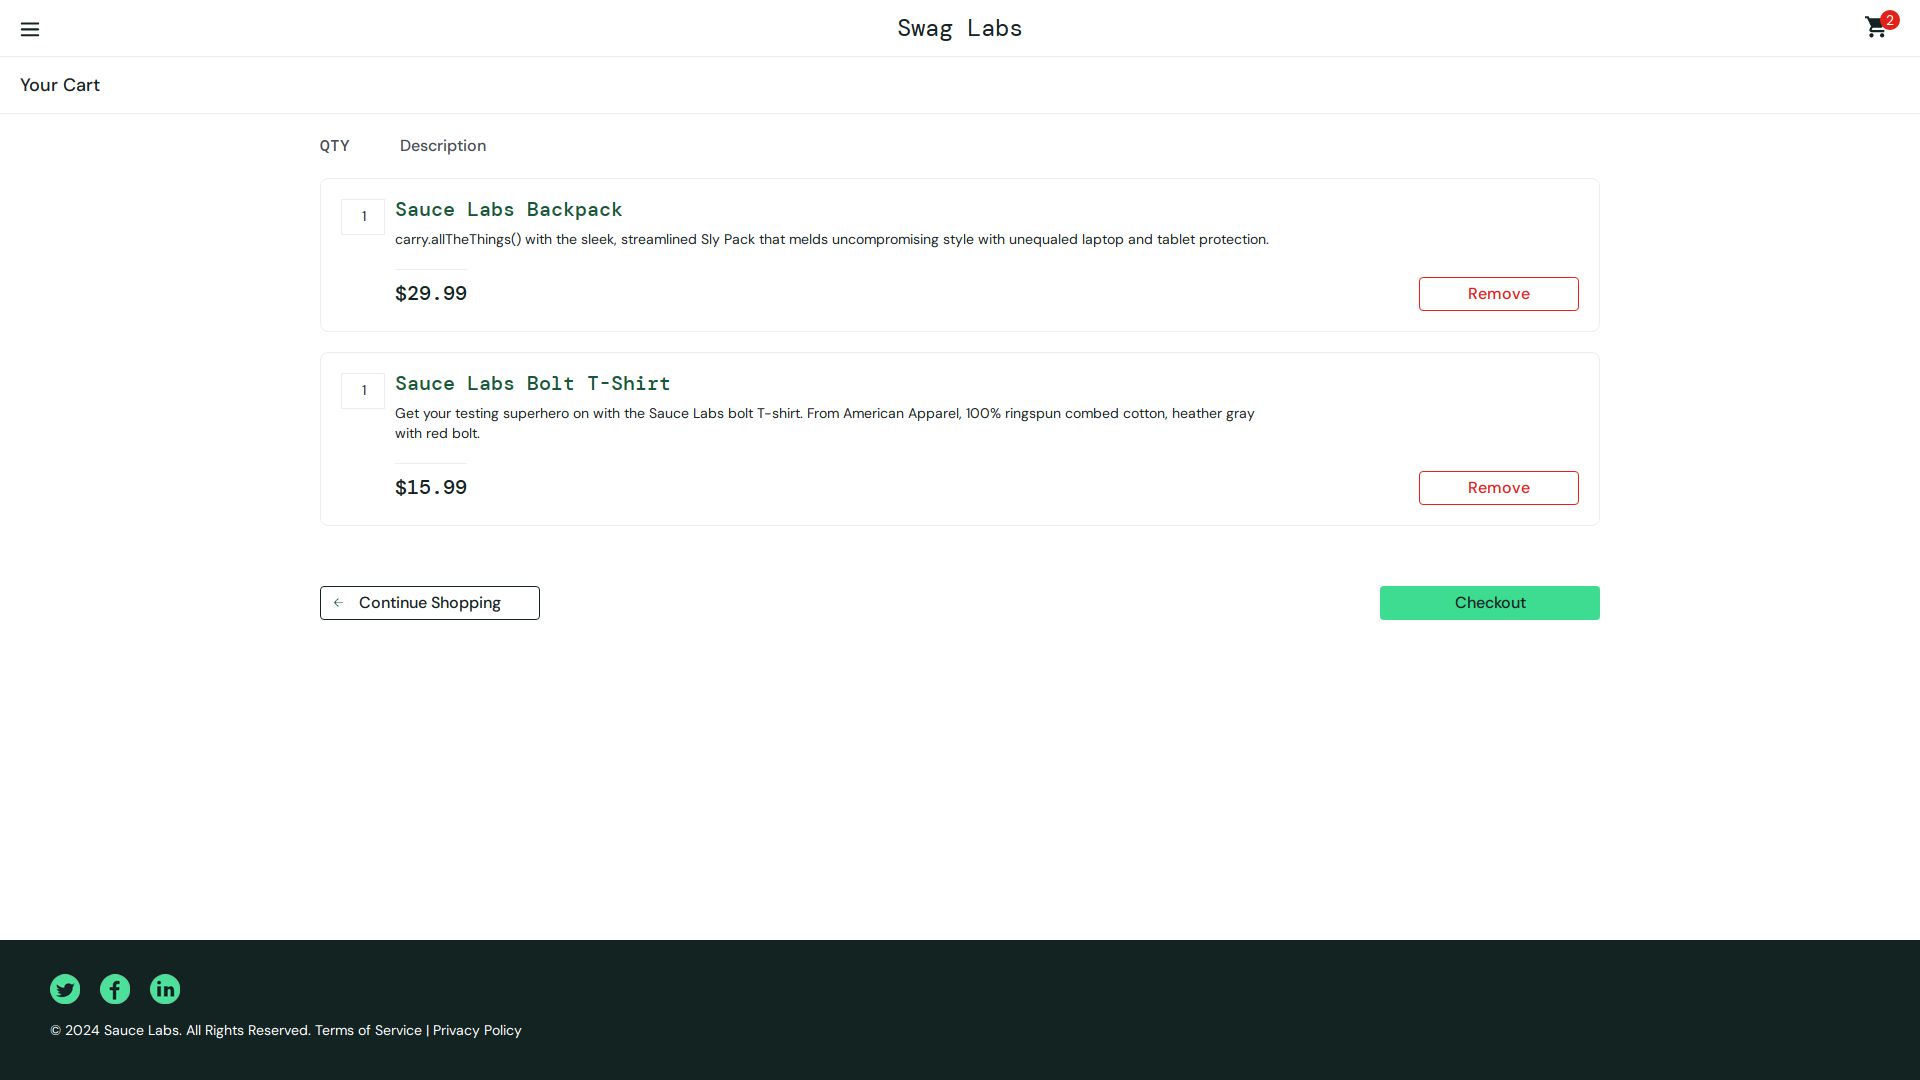 Swag Labs
2
Your Cart
QTY Description
1 Sauce Labs Backpack
carry.allTheThings() with the sleek, streamlined Sly Pack that melds uncompromising style with unequaled laptop and tablet protection.
$29.99 Remove
1 Sauce Labs Bolt T-Shirt
Get your testing superhero on with the Sauce Labs bolt T-shirt. From American Apparel, 100% ringspun combed cotton, heather gray
with red bolt.
$15.99 Remove
Continue Shopping Checkout
© 2024 Sauce Labs. All Rights Reserved. Terms of Service | Privacy Policy